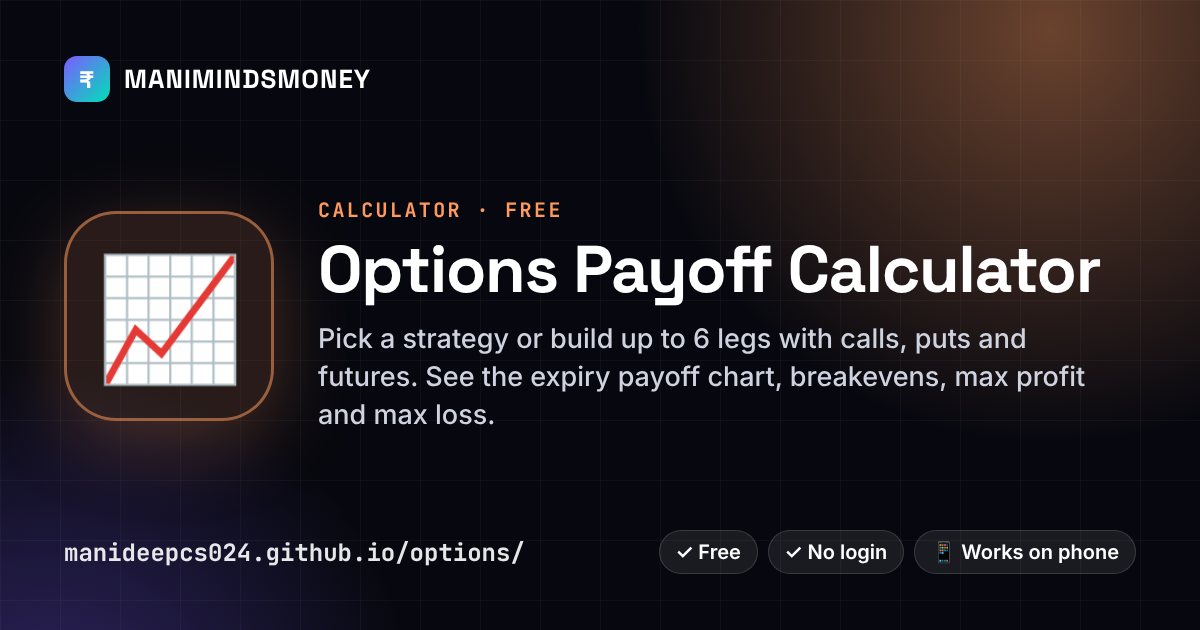 ₹ MANIMINDSMONEY
CALCULATOR · FREE
Options Payoff Calculator
Pick a strategy or build up to 6 legs with calls, puts and
futures. See the expiry payoff chart, breakevens, max profit
and max loss.
manideepcs024.github.io/options/
✓ Free
✓ No login
📱 Works on phone